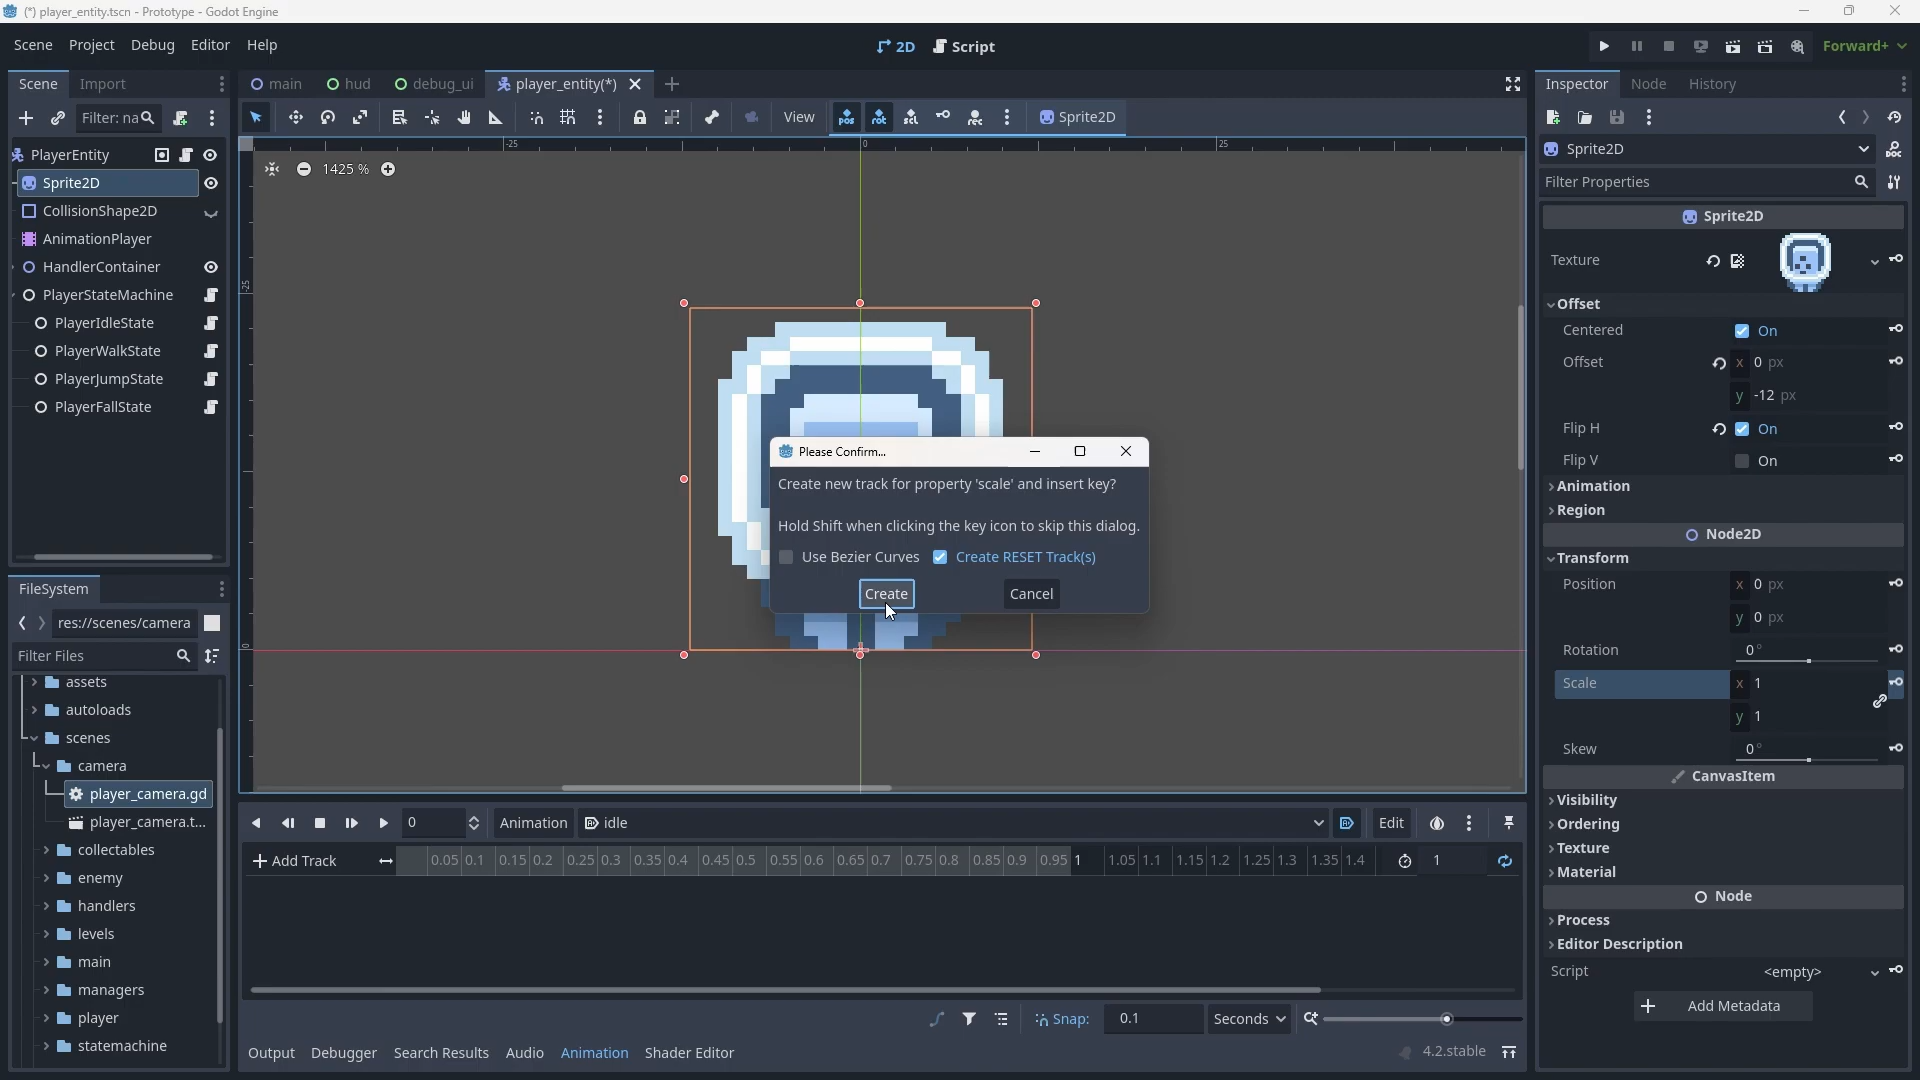 (*) player_entity.tscn - Prototype - Godot Engine
Scene Project Debug Editor Help
2D Script
Forward+
Scene Import
main hud debug_ui player_entity(*)
Inspector Node History
Filter: na
View
Sprite2D
-25 0 25
1425 %
PlayerEntity
Sprite2D
CollisionShape2D
AnimationPlayer
HandlerContainer
PlayerStateMachine
PlayerIdleState
PlayerWalkState
PlayerJumpState
PlayerFallState
-25
0
Please Confirm...
Create new track for property 'scale' and insert key?
Hold Shift when clicking the key icon to skip this dialog.
Use Bezier Curves Create RESET Track(s)
Create Cancel
FileSystem
res://scenes/camera
Filter Files
assets
autoloads
scenes
camera
player_camera.gd
player_camera.t...
collectables
enemy
handlers
levels
main
managers
player
statemachine
0 Animation idle Edit
Add Track 0.05 0.1 0.15 0.2 0.25 0.3 0.35 0.4 0.45 0.5 0.55 0.6 0.65 0.7 0.75 0.8 0.85 0.9 0.95 1 1.05 1.1 1.15 1.2 1.25 1.3 1.35 1.4 1
Snap: 0.1 Seconds
Output Debugger Search Results Audio Animation Shader Editor 4.2.stable
Sprite2D
Filter Properties
Sprite2D
Texture
Offset
Centered On
Offset x 0 px
y -12 px
Flip H On
Flip V On
Animation
Region
Node2D
Transform
Position x 0 px
y 0 px
Rotation 0 °
Scale x 1
y 1
Skew 0 °
CanvasItem
Visibility
Ordering
Texture
Material
Node
Process
Editor Description
Script <empty>
Add Metadata